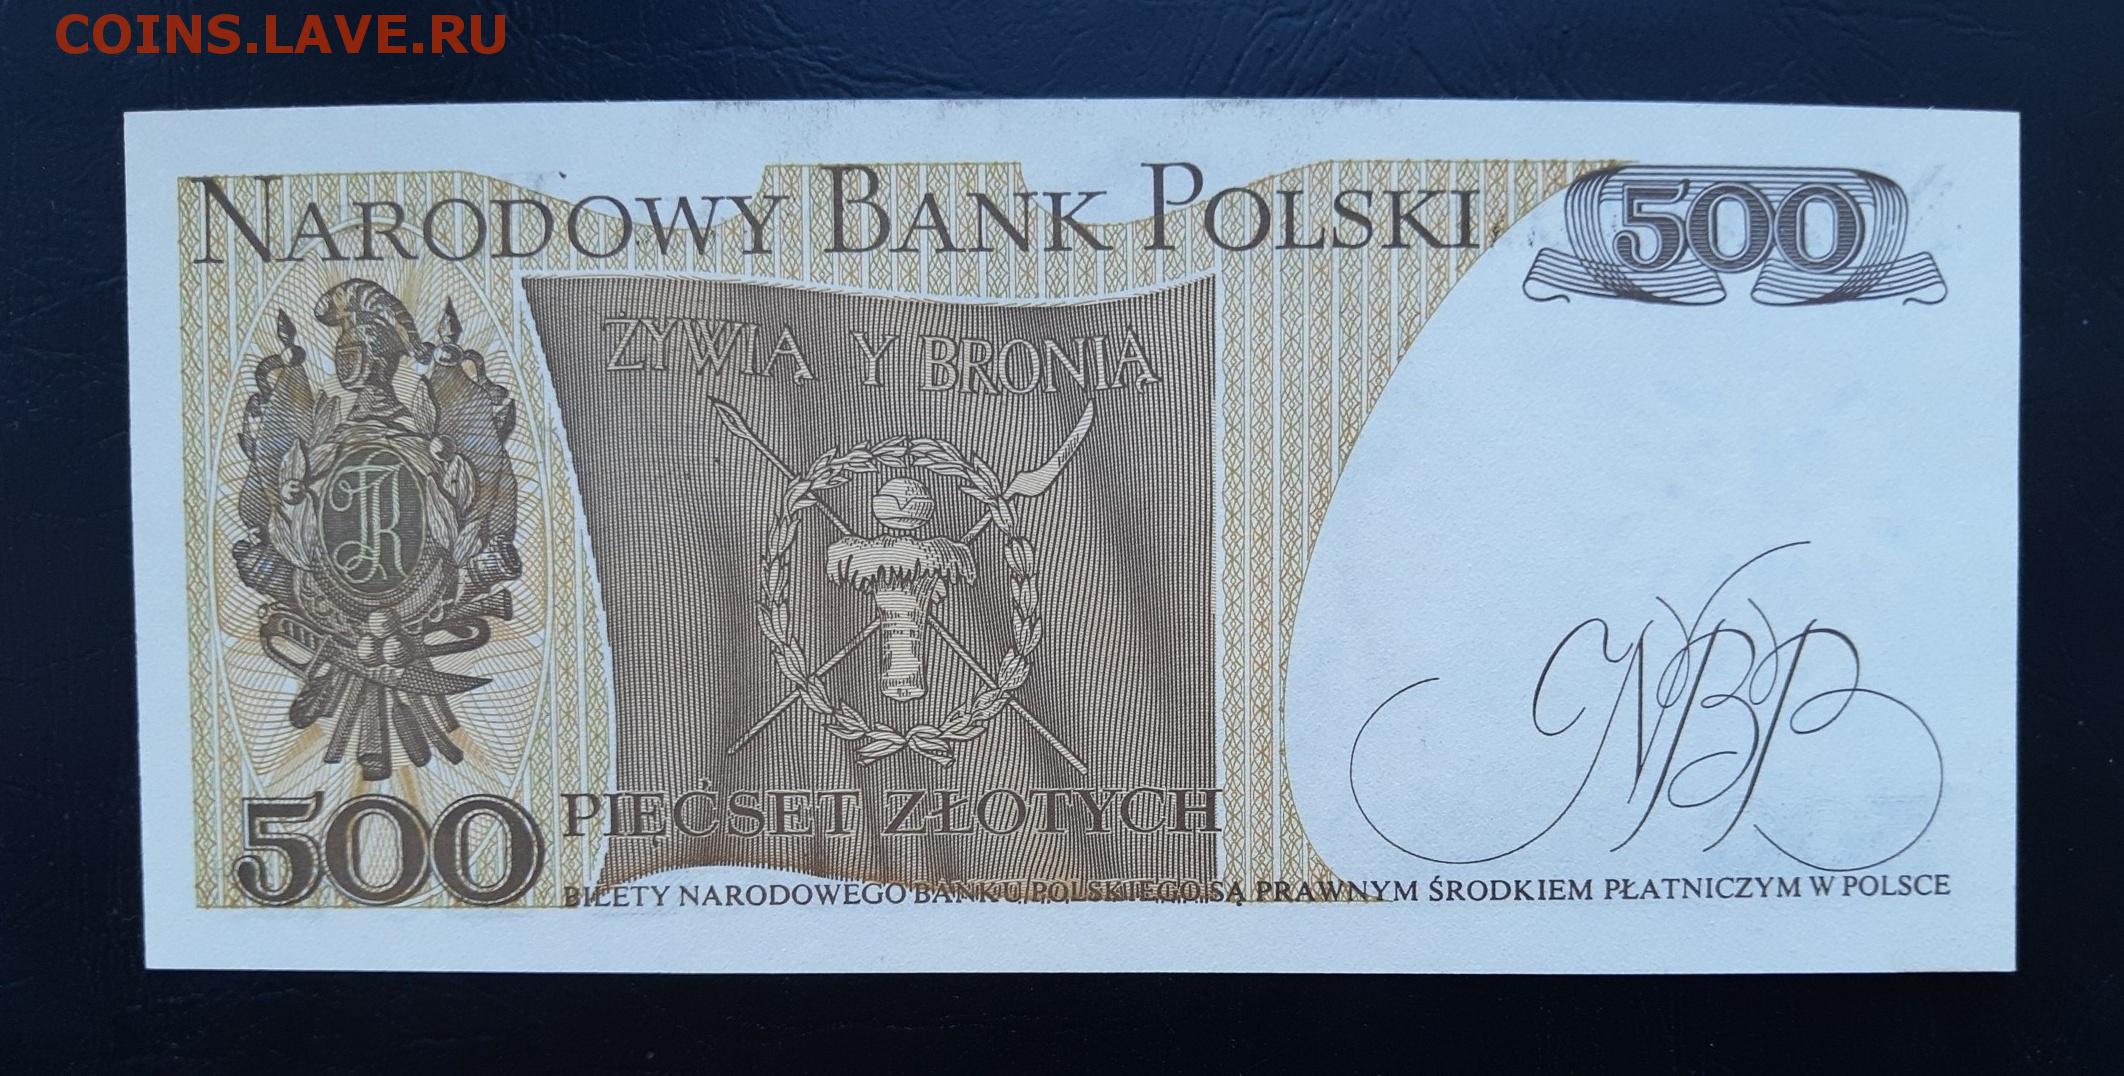 COINS.LAVE.RU
NARODOWY BANK POLSKI
500
ŻYWIĄ Y BRONIĄ
TK
NBP
500
PIĘĆSET ZŁOTYCH
BILETY NARODOWEGO BANKU POLSKIEGO SĄ PRAWNYM ŚRODKIEM PŁATNICZYM W POLSCE